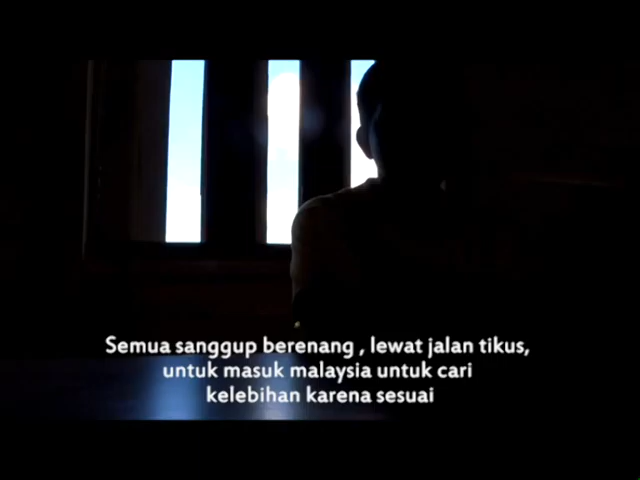 Semua sanggup berenang , lewat jalan tikus,
untuk masuk malaysia untuk cari
kelebihan karena sesuai